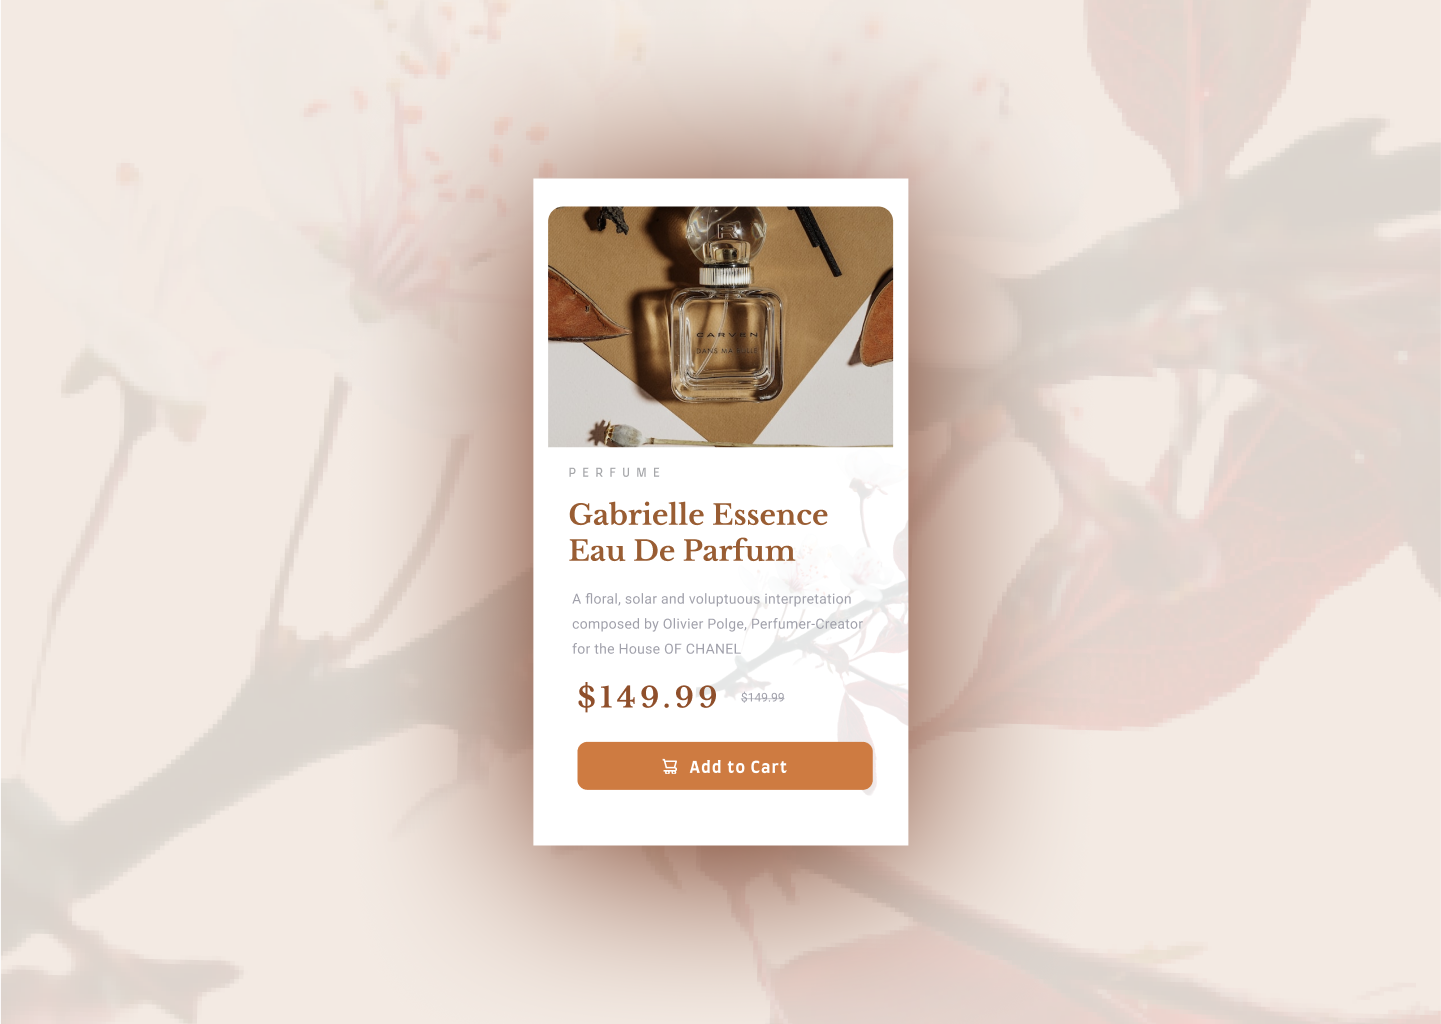 R
CARVEN
PERFUME
Gabrielle Essence
Eau De Parfum
A floral, solar and voluptuous interpretation
composed by Olivier Polge, Perfumer-Creator
for the House OF CHANEL
$149.99 $149.99
Add to Cart